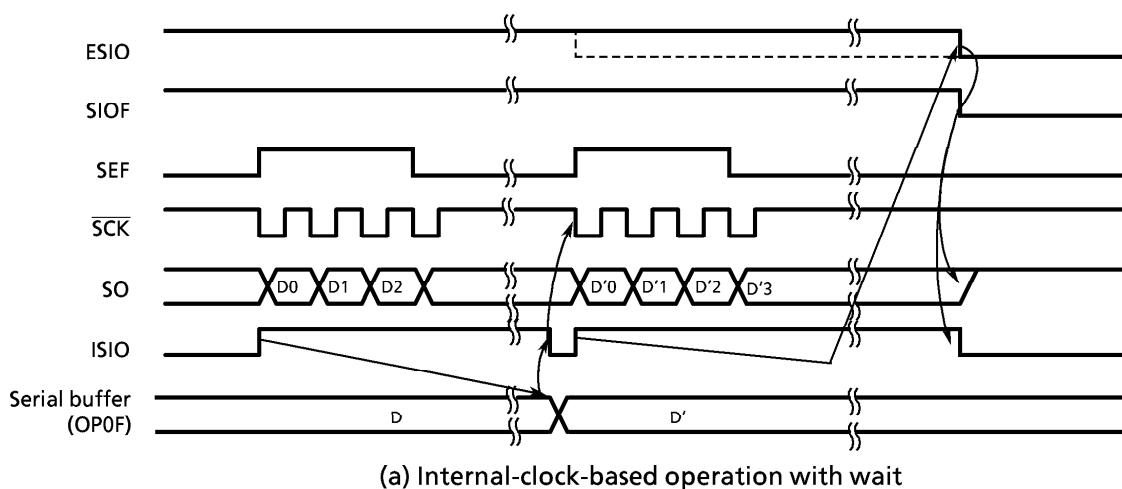 ESIO
SIOF
SEF
SCK
SO D0 D1 D2 D'0 D'1 D'2 D'3
ISIO
Serial buffer
(OP0F) D D'
(a) Internal-clock-based operation with wait